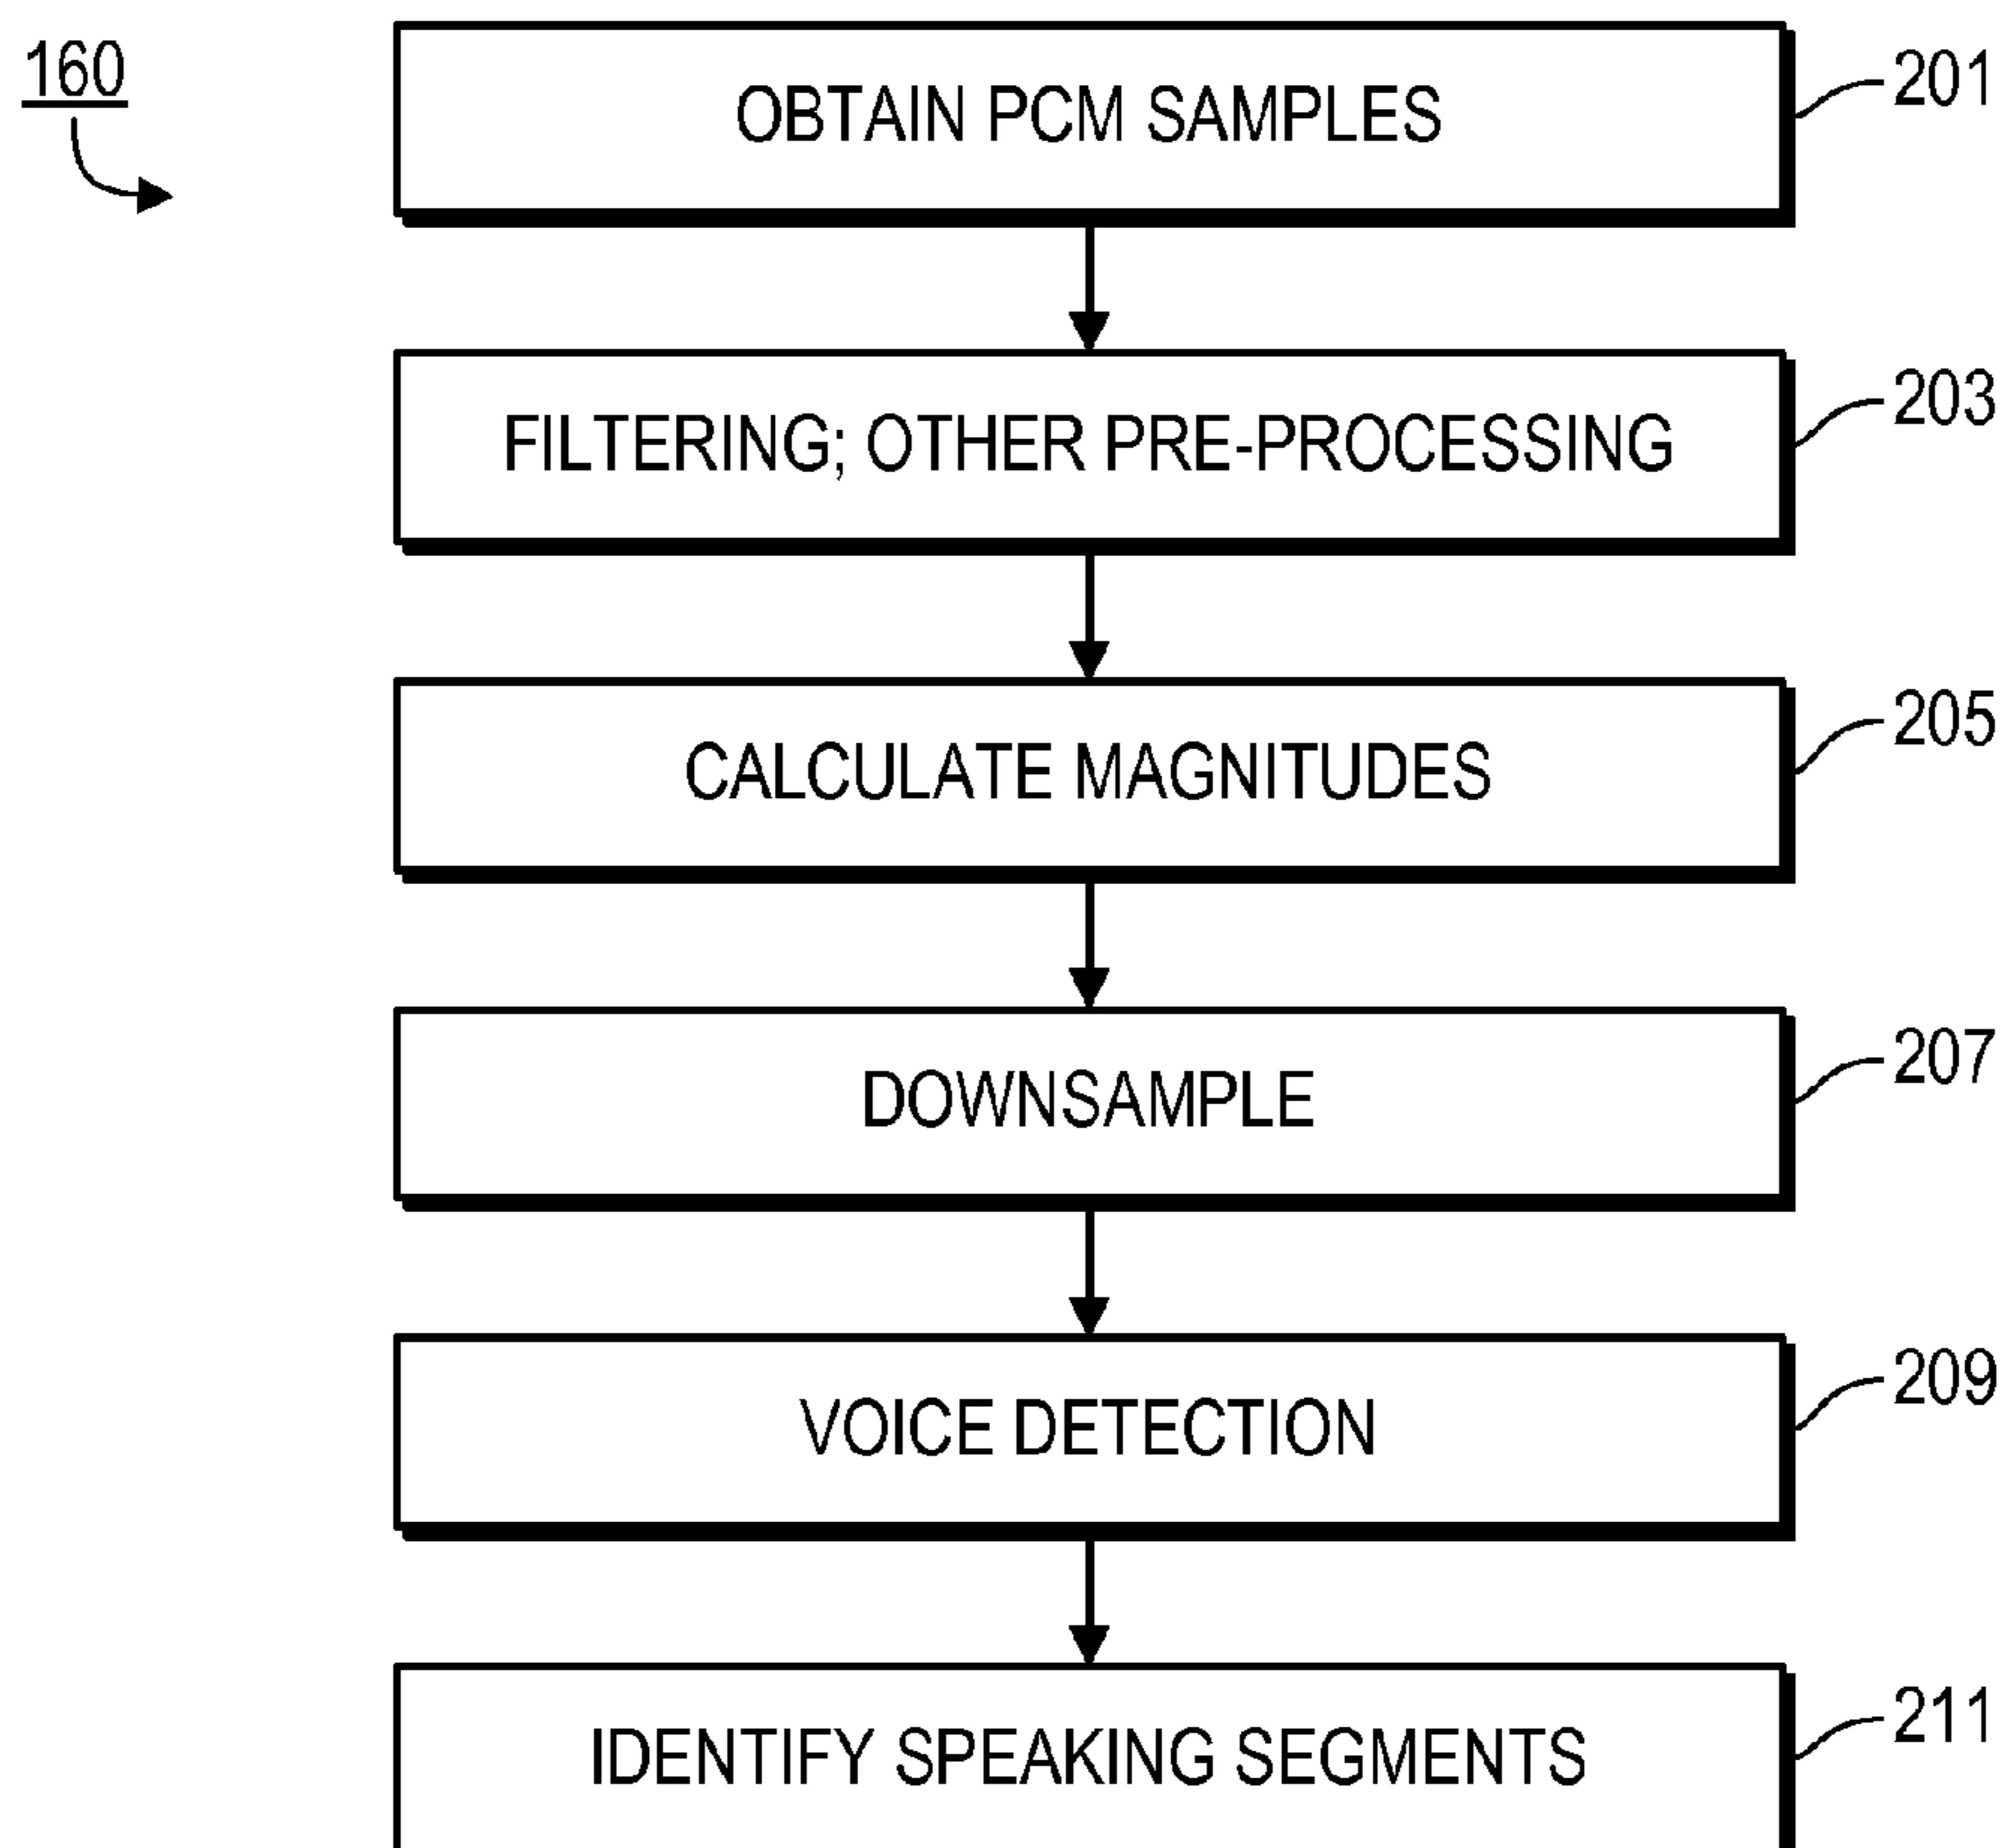 160
OBTAIN PCM SAMPLES
201
FILTERING; OTHER PRE-PROCESSING
203
CALCULATE MAGNITUDES
205
DOWNSAMPLE
207
VOICE DETECTION
209
IDENTIFY SPEAKING SEGMENTS
211